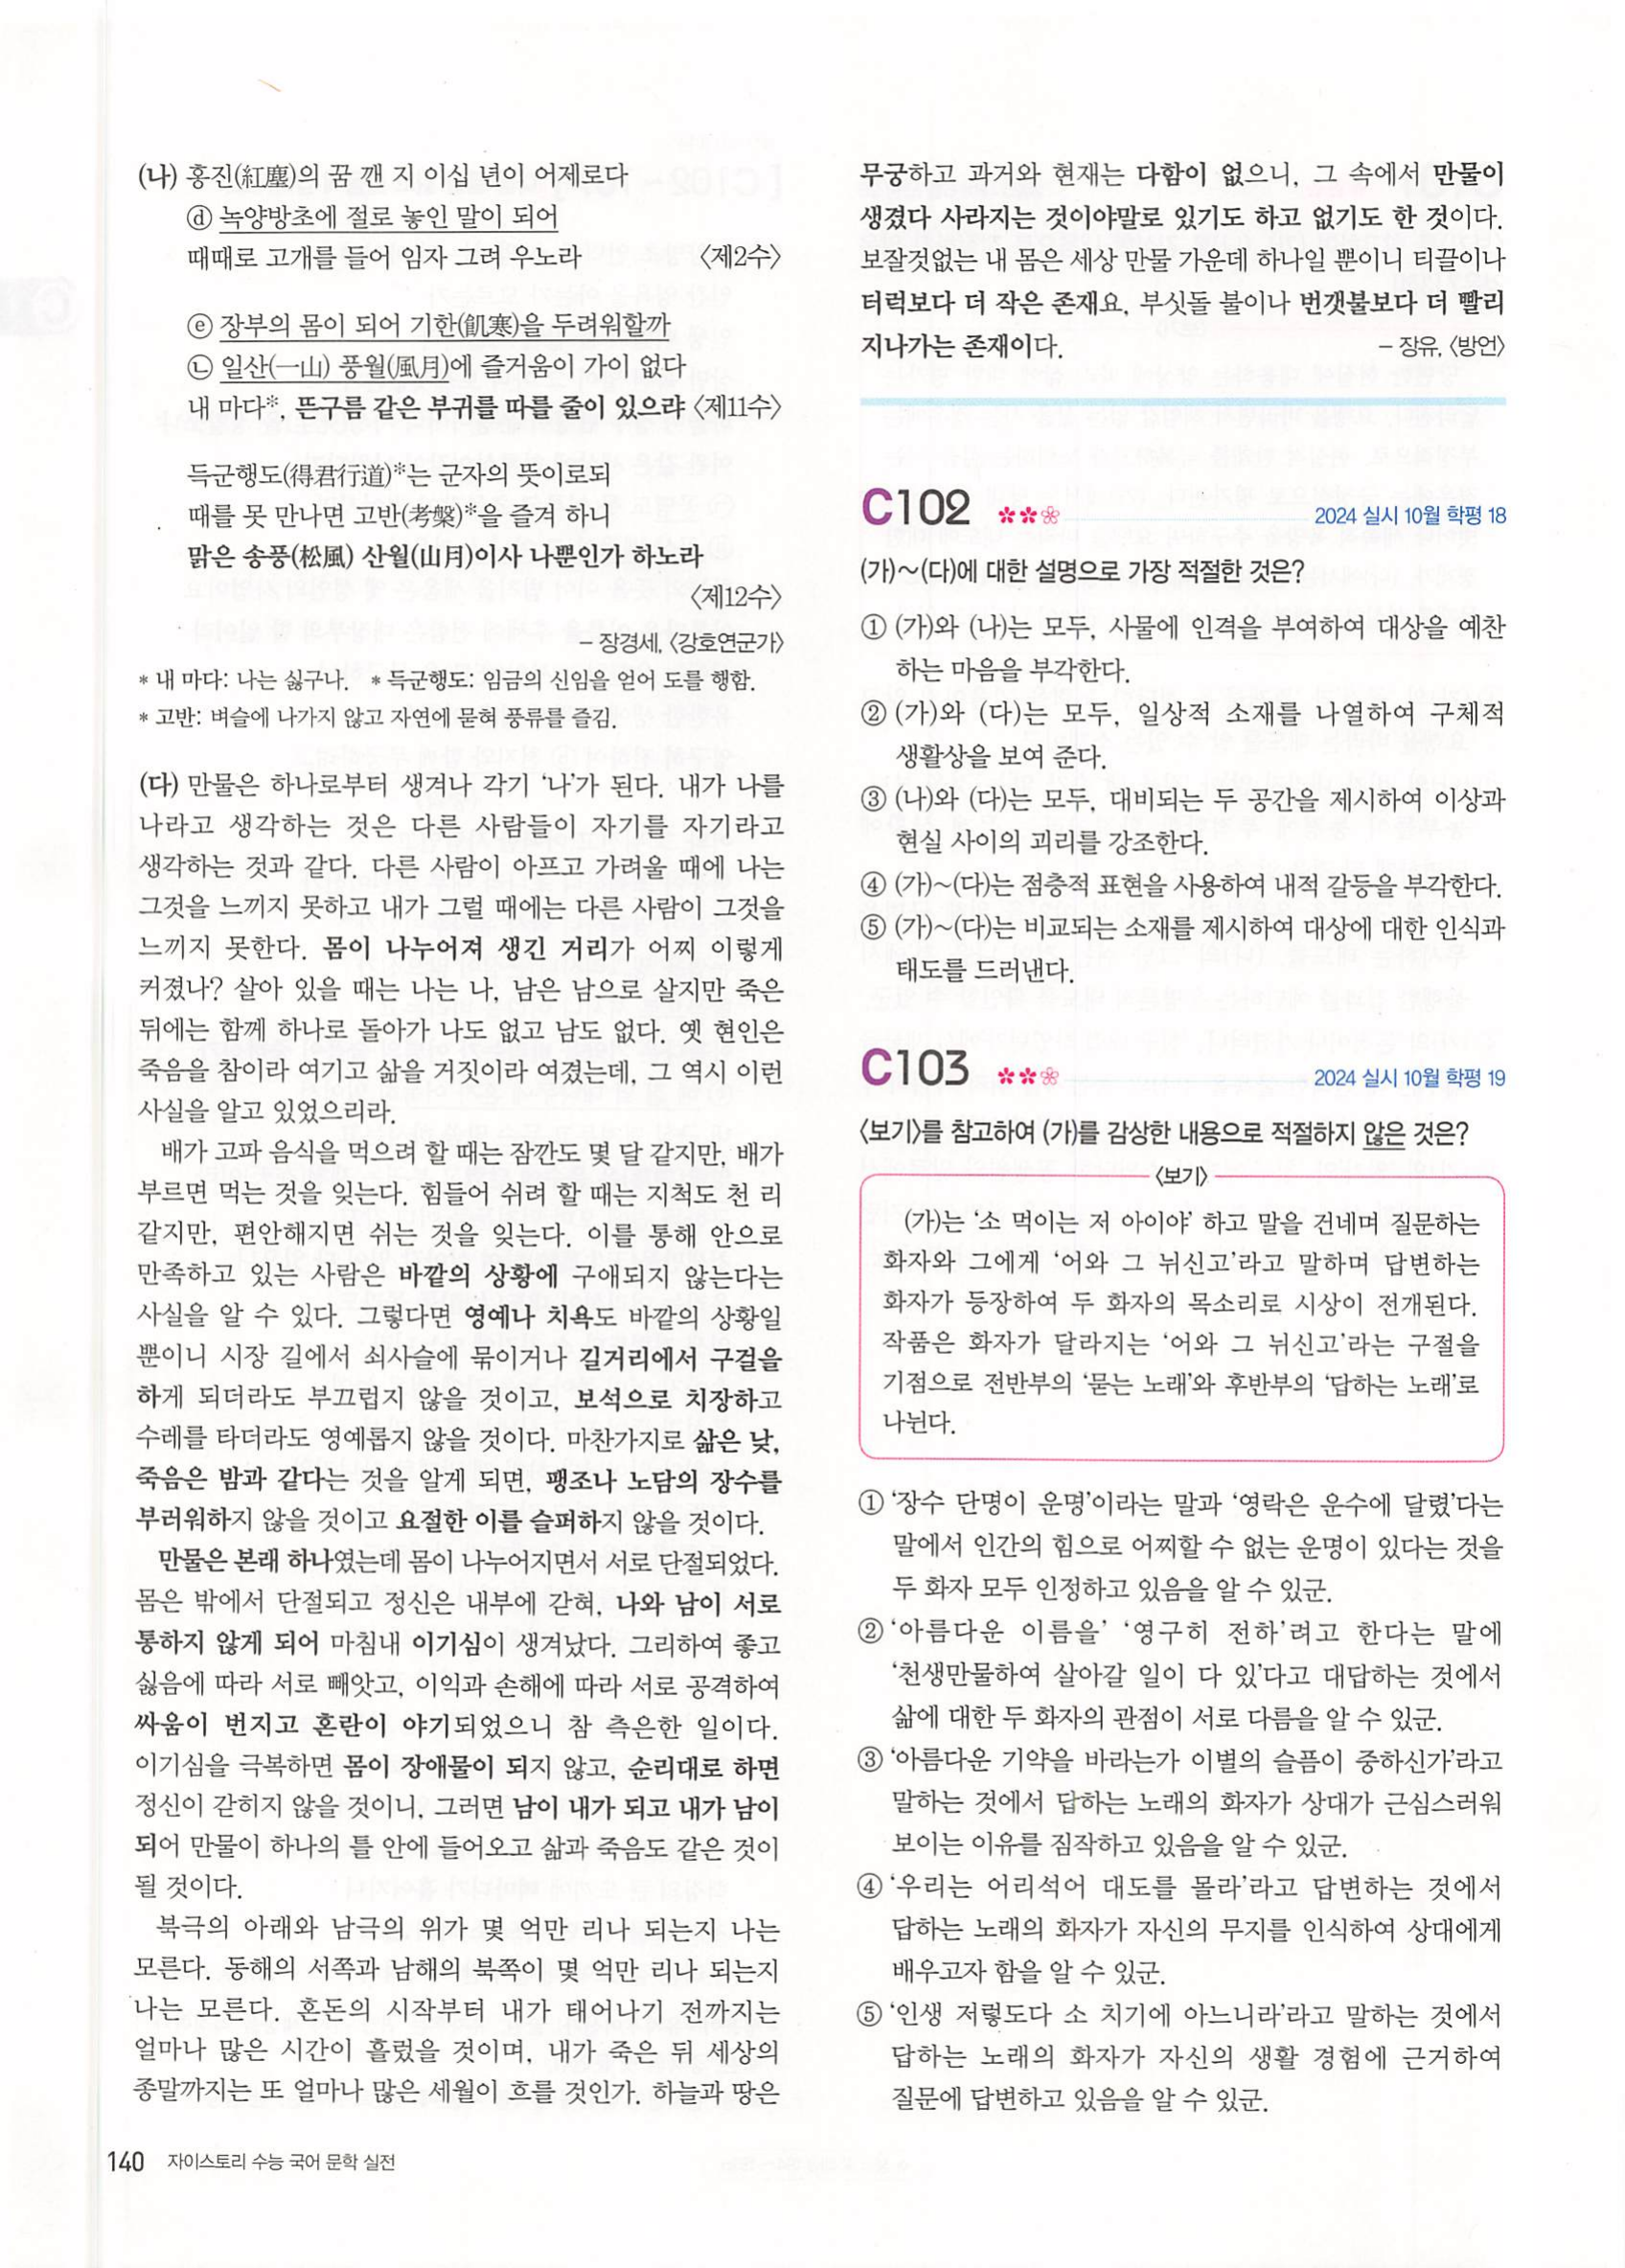 (나) 홍진(紅塵)의 꿈 깬 지 이십 년이 어제로다
ⓓ 녹양방초에 절로 놓인 말이 되어
때때로 고개를 들어 임자 그려 우노라 〈제2수〉
ⓔ 장부의 몸이 되어 기한(飢寒)을 두려워할까
㉡ 일산(一山) 풍월(風月)에 즐거움이 가이 없다
내 마다*, 뜬구름 같은 부귀를 따를 줄이 있으랴 〈제11수〉
득군행도(得君行道)*는 군자의 뜻이로되
때를 못 만나면 고반(考槃)*을 즐겨 하니
맑은 송풍(松風) 산월(山月)이사 나뿐인가 하노라
〈제12수〉
– 장경세, 〈강호연군가〉
* 내 마다: 나는 싫구나. * 득군행도: 임금의 신임을 얻어 도를 행함.
* 고반: 벼슬에 나가지 않고 자연에 묻혀 풍류를 즐김.
(다) 만물은 하나로부터 생겨나 각기 ‘나’가 된다. 내가 나를
나라고 생각하는 것은 다른 사람들이 자기를 자기라고
생각하는 것과 같다. 다른 사람이 아프고 가려울 때에 나는
그것을 느끼지 못하고 내가 그럴 때에는 다른 사람이 그것을
느끼지 못한다. 몸이 나누어져 생긴 거리가 어찌 이렇게
커졌나? 살아 있을 때는 나는 나, 남은 남으로 살지만 죽은
뒤에는 함께 하나로 돌아가 나도 없고 남도 없다. 옛 현인은
죽음을 참이라 여기고 삶을 거짓이라 여겼는데, 그 역시 이런
사실을 알고 있었으리라.
배가 고파 음식을 먹으려 할 때는 잠깐도 몇 달 같지만, 배가
부르면 먹는 것을 잊는다. 힘들어 쉬려 할 때는 지척도 천 리
같지만, 편안해지면 쉬는 것을 잊는다. 이를 통해 안으로
만족하고 있는 사람은 바깥의 상황에 구애되지 않는다는
사실을 알 수 있다. 그렇다면 영예나 치욕도 바깥의 상황일
뿐이니 시장 길에서 쇠사슬에 묶이거나 길거리에서 구걸을
하게 되더라도 부끄럽지 않을 것이고, 보석으로 치장하고
수레를 타더라도 영예롭지 않을 것이다. 마찬가지로 삶은 낮,
죽음은 밤과 같다는 것을 알게 되면, 팽조나 노담의 장수를
부러워하지 않을 것이고 요절한 이를 슬퍼하지 않을 것이다.
만물은 본래 하나였는데 몸이 나누어지면서 서로 단절되었다.
몸은 밖에서 단절되고 정신은 내부에 갇혀, 나와 남이 서로
통하지 않게 되어 마침내 이기심이 생겨났다. 그리하여 좋고
싫음에 따라 서로 빼앗고, 이익과 손해에 따라 서로 공격하여
싸움이 번지고 혼란이 야기되었으니 참 측은한 일이다.
이기심을 극복하면 몸이 장애물이 되지 않고, 순리대로 하면
정신이 갇히지 않을 것이니, 그러면 남이 내가 되고 내가 남이
되어 만물이 하나의 틀 안에 들어오고 삶과 죽음도 같은 것이
될 것이다.
북극의 아래와 남극의 위가 몇 억만 리나 되는지 나는
모른다. 동해의 서쪽과 남해의 북쪽이 몇 억만 리나 되는지
나는 모른다. 혼돈의 시작부터 내가 태어나기 전까지는
얼마나 많은 시간이 흘렀을 것이며, 내가 죽은 뒤 세상의
종말까지는 또 얼마나 많은 세월이 흐를 것인가. 하늘과 땅은
무궁하고 과거와 현재는 다함이 없으니, 그 속에서 만물이
생겼다 사라지는 것이야말로 있기도 하고 없기도 한 것이다.
보잘것없는 내 몸은 세상 만물 가운데 하나일 뿐이니 티끌이나
터럭보다 더 작은 존재요, 부싯돌 불이나 번갯불보다 더 빨리
지나가는 존재이다. – 장유, 〈방언〉
C102 2024 실시 10월 학평 18
(가)~(다)에 대한 설명으로 가장 적절한 것은?
① (가)와 (나)는 모두, 사물에 인격을 부여하여 대상을 예찬
하는 마음을 부각한다.
② (가)와 (다)는 모두, 일상적 소재를 나열하여 구체적
생활상을 보여 준다.
③ (나)와 (다)는 모두, 대비되는 두 공간을 제시하여 이상과
현실 사이의 괴리를 강조한다.
④ (가)~(다)는 점층적 표현을 사용하여 내적 갈등을 부각한다.
⑤ (가)~(다)는 비교되는 소재를 제시하여 대상에 대한 인식과
태도를 드러낸다.
C103 2024 실시 10월 학평 19
〈보기〉를 참고하여 (가)를 감상한 내용으로 적절하지 않은 것은?
〈보기〉
(가)는 ‘소 먹이는 저 아이야’ 하고 말을 건네며 질문하는
화자와 그에게 ‘어와 그 뉘신고’라고 말하며 답변하는
화자가 등장하여 두 화자의 목소리로 시상이 전개된다.
작품은 화자가 달라지는 ‘어와 그 뉘신고’라는 구절을
기점으로 전반부의 ‘묻는 노래’와 후반부의 ‘답하는 노래’로
나뉜다.
① ‘장수 단명이 운명’이라는 말과 ‘영락은 운수에 달렸’다는
말에서 인간의 힘으로 어찌할 수 없는 운명이 있다는 것을
두 화자 모두 인정하고 있음을 알 수 있군.
② ‘아름다운 이름을’ ‘영구히 전하’려고 한다는 말에
‘천생만물하여 살아갈 일이 다 있’다고 대답하는 것에서
삶에 대한 두 화자의 관점이 서로 다름을 알 수 있군.
③ ‘아름다운 기약을 바라는가 이별의 슬픔이 중하신가’라고
말하는 것에서 답하는 노래의 화자가 상대가 근심스러워
보이는 이유를 짐작하고 있음을 알 수 있군.
④ ‘우리는 어리석어 대도를 몰라’라고 답변하는 것에서
답하는 노래의 화자가 자신의 무지를 인식하여 상대에게
배우고자 함을 알 수 있군.
⑤ ‘인생 저렇도다 소 치기에 아느니라’라고 말하는 것에서
답하는 노래의 화자가 자신의 생활 경험에 근거하여
질문에 답변하고 있음을 알 수 있군.
140 자이스토리 수능 국어 문학 실전